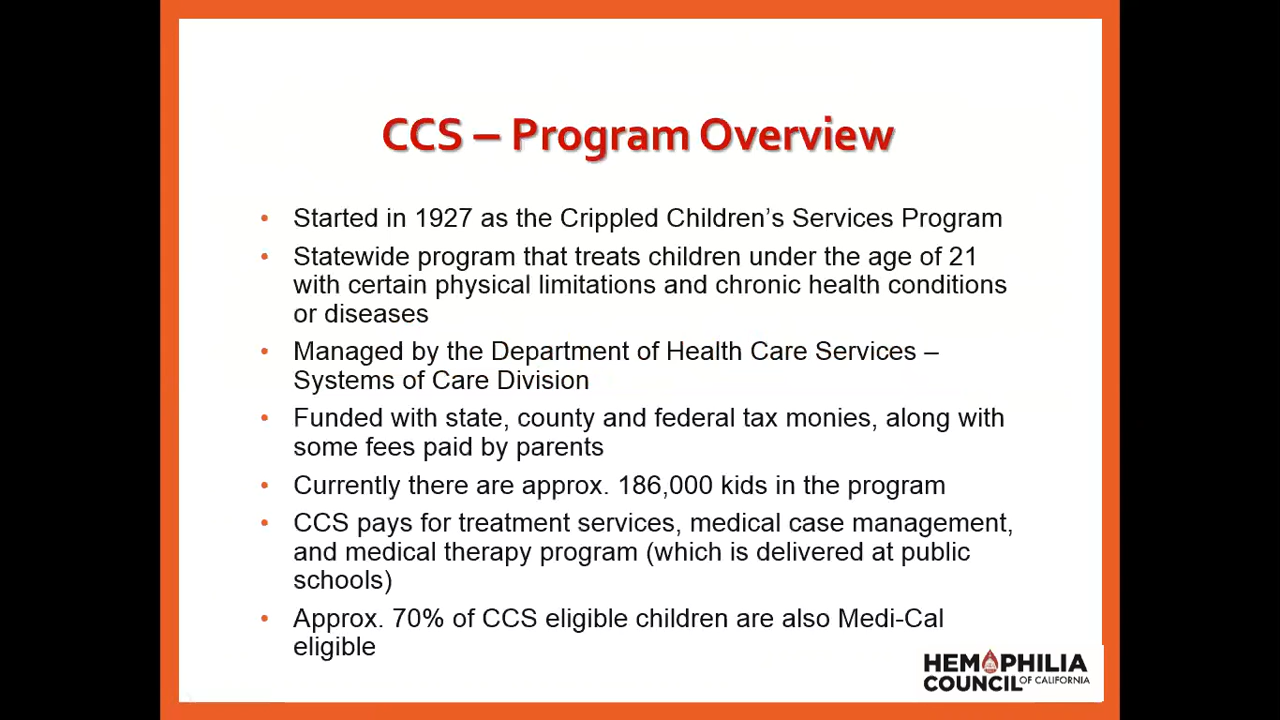 CCS – Program Overview
• Started in 1927 as the Crippled Children’s Services Program
• Statewide program that treats children under the age of 21
with certain physical limitations and chronic health conditions
or diseases
• Managed by the Department of Health Care Services –
Systems of Care Division
• Funded with state, county and federal tax monies, along with
some fees paid by parents
• Currently there are approx. 186,000 kids in the program
• CCS pays for treatment services, medical case management,
and medical therapy program (which is delivered at public
schools)
• Approx. 70% of CCS eligible children are also Medi-Cal
eligible
HEMOPHILIA
COUNCIL OF CALIFORNIA